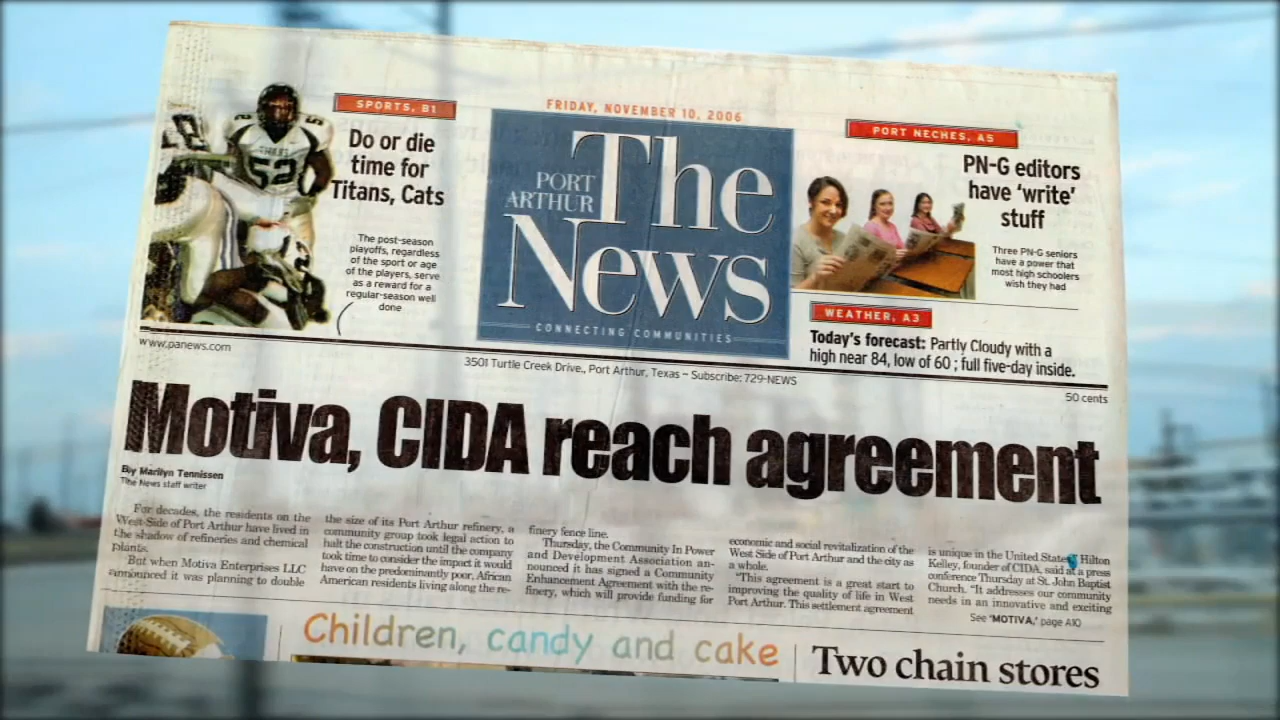 SPORTS, B1
Do or die
time for
Titans, Cats
The post-season
playoffs, regardless
of the sport or age
of the players, serve
as a reward for a
regular-season well
done
www.panews.com
FRIDAY, NOVEMBER 10, 2006
PORT
ARTHUR
The
News
CONNECTING COMMUNITIES
3501 Turtle Creek Drive., Port Arthur, Texas – Subscribe: 729-NEWS
PORT NECHES, A5
PN-G editors
have 'write'
stuff
Three PN-G seniors
have a power that
most high schoolers
wish they had
WEATHER, A3
Today's forecast: Partly Cloudy with a
high near 84, low of 60 ; full five-day inside.
50 cents
52
Motiva, CIDA reach agreement
By Marilyn Tennissen
The News staff writer
For decades, the residents on the
West Side of Port Arthur have lived in
the shadow of refineries and chemical
plants.
But when Motiva Enterprises LLC
announced it was planning to double
the size of its Port Arthur refinery, a
community group took legal action to
halt the construction until the company
took time to consider the impact it would
have on the predominantly poor, African
American residents living along the re-
finery fence line.
Thursday, the Community In Power
and Development Association an-
nounced it has signed a Community
Enhancement Agreement with the re-
finery, which will provide funding for
economic and social revitalization of the
West Side of Port Arthur and the city as
a whole.
"This agreement is a great start to
improving the quality of life in West
Port Arthur. This settlement agreement
is unique in the United States, Hilton
Kelley, founder of CIDA, said at a press
conference Thursday at St. John Baptist
Church. "It addresses our community
needs in an innovative and exciting
See 'MOTIVA,' page A10
Children, candy and cake
Two chain stores